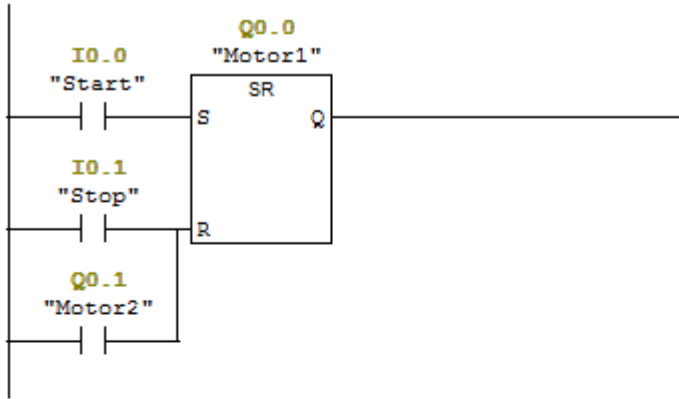 Q0.0
"Motor1"
I0.0
"Start"
SR
S
Q
I0.1
"Stop"
R
Q0.1
"Motor2"